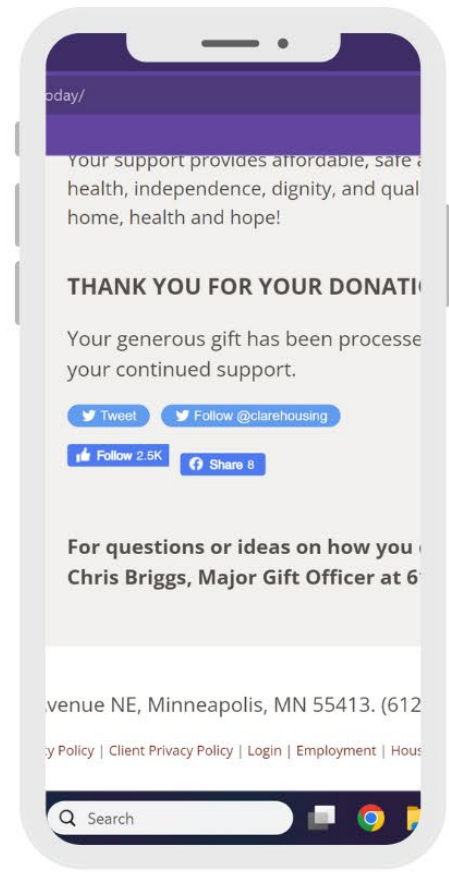 oday/
Your support provides affordable, safe a
health, independence, dignity, and qual
home, health and hope!
THANK YOU FOR YOUR DONATI
Your generous gift has been processe
your continued support.
Tweet Follow @clarehousing
Follow 2.5K Share 8
For questions or ideas on how you
Chris Briggs, Major Gift Officer at 61
venue NE, Minneapolis, MN 55413. (612
cy Policy | Client Privacy Policy | Login | Employment | Hous
Search